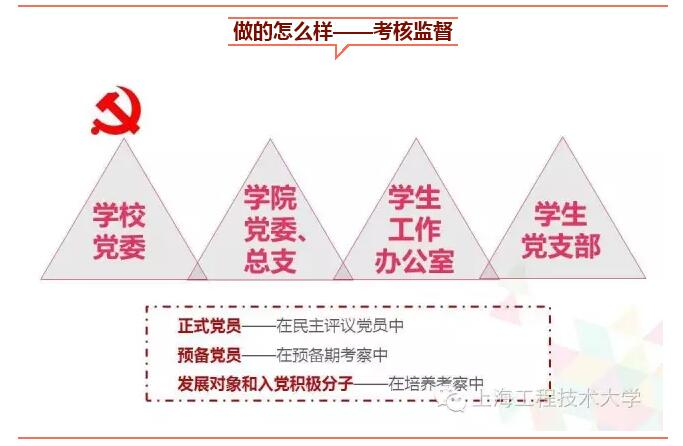 做的怎么样——考核监督
学校
党委
学院
党委、
总支
学生
工作
办公室
学生
党支部
正式党员——在民主评议党员中
预备党员——在预备期考察中
发展对象和入党积极分子——在培养考察中
上海工程技术大学